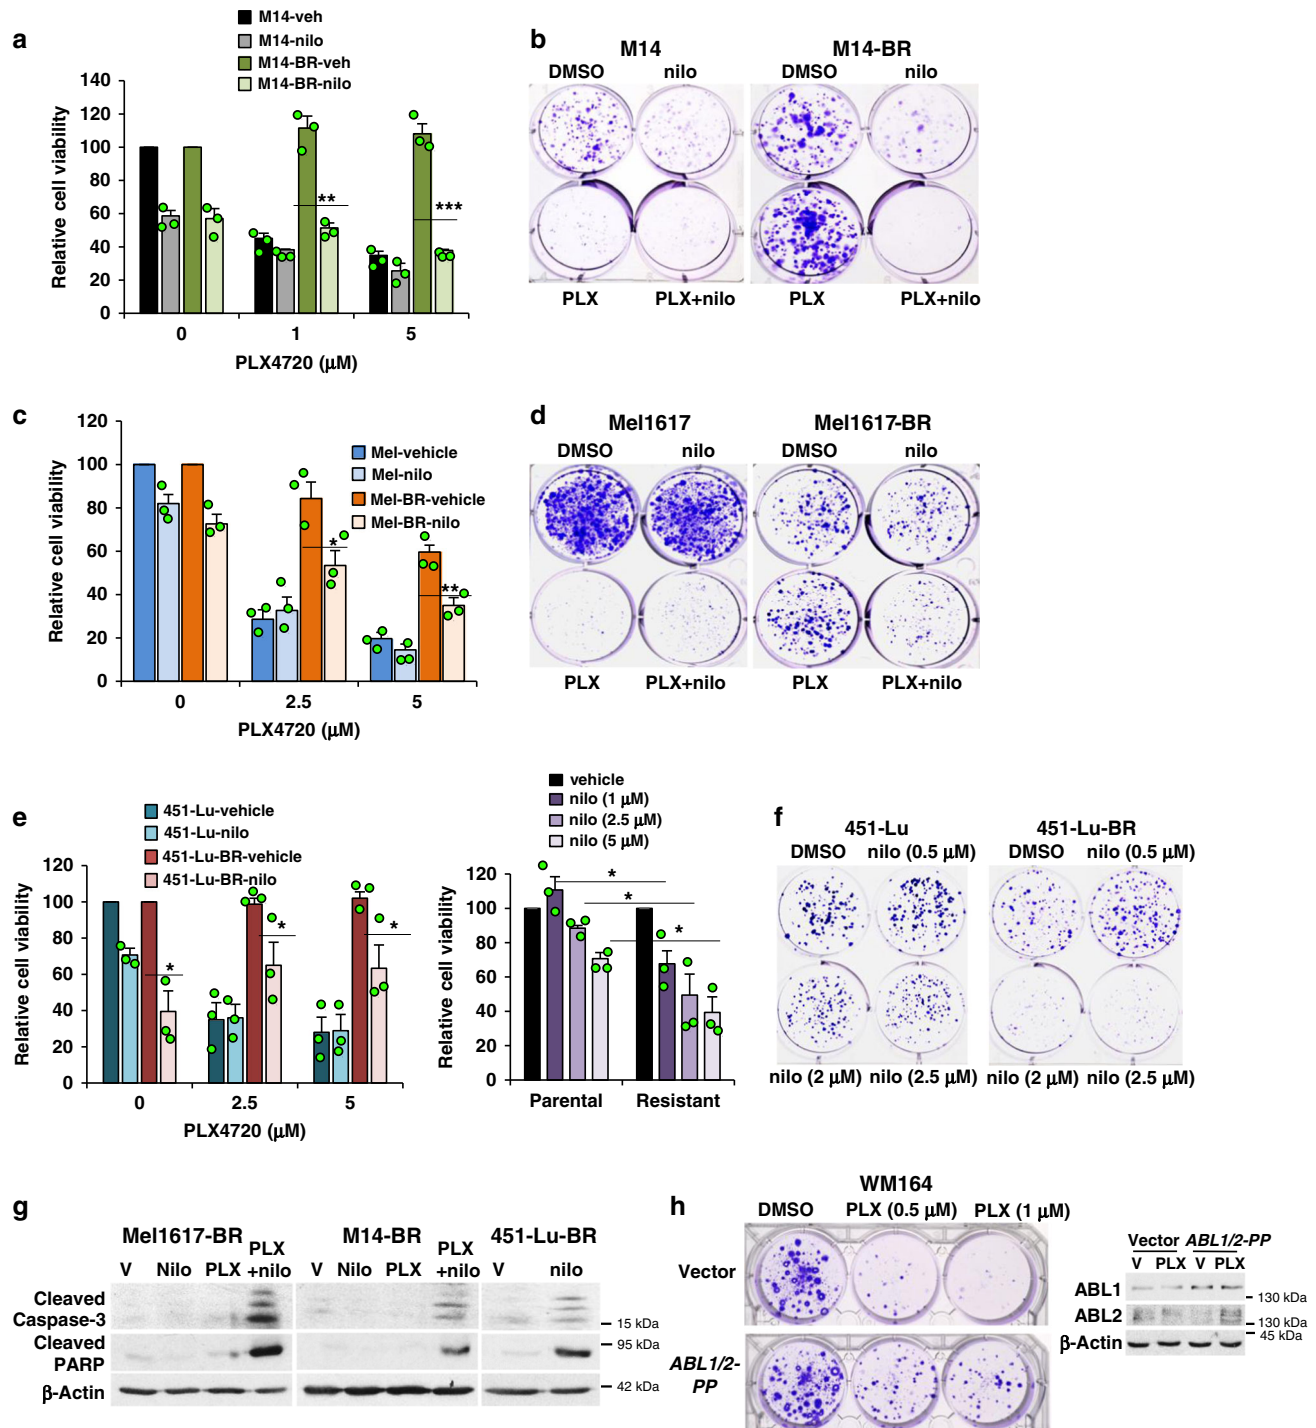 a
M14-veh
M14-nilo
M14-BR-veh
M14-BR-nilo
Relative cell viability
140
120
100
80
60
40
20
0
** ***
0 1 5
PLX4720 (μM)
b
M14 M14-BR
DMSO nilo DMSO nilo
PLX PLX+nilo PLX PLX+nilo
c
Mel-vehicle
Mel-nilo
Mel-BR-vehicle
Mel-BR-nilo
Relative cell viability
120
100
80
60
40
20
0
* **
0 2.5 5
PLX4720 (μM)
d
Mel1617 Mel1617-BR
DMSO nilo DMSO nilo
PLX PLX+nilo PLX PLX+nilo
e
451-Lu-vehicle
451-Lu-nilo
451-Lu-BR-vehicle
451-Lu-BR-nilo
Relative cell viability
120
100
80
60
40
20
0
* * *
0 2.5 5
PLX4720 (μM)
vehicle
nilo (1 μM)
nilo (2.5 μM)
nilo (5 μM)
Relative cell viability
120
100
80
60
40
20
0
*
*
*
Parental Resistant
f
451-Lu 451-Lu-BR
DMSO nilo (0.5 μM) DMSO nilo (0.5 μM)
nilo (2 μM) nilo (2.5 μM) nilo (2 μM) nilo (2.5 μM)
g
Mel1617-BR M14-BR 451-Lu-BR
V Nilo PLX PLX +nilo V Nilo PLX PLX +nilo V nilo
Cleaved
Caspase-3
15 kDa
Cleaved
PARP
95 kDa
β-Actin
42 kDa
h
WM164
DMSO PLX (0.5 μM) PLX (1 μM)
Vector
ABL1/2-
PP
Vector ABL1/2-PP
V PLX V PLX
ABL1
130 kDa
ABL2
130 kDa
45 kDa
β-Actin